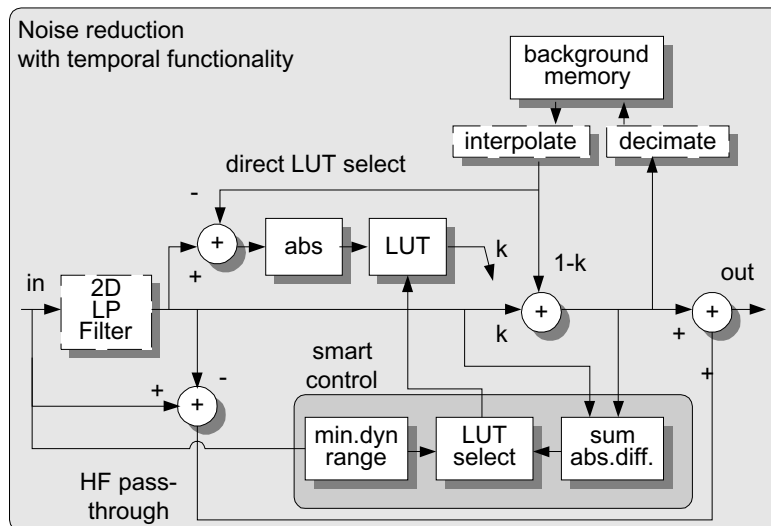 Noise reduction
with temporal functionality
background
memory
interpolate
decimate
direct LUT select
-
+
+
abs
LUT
k
1-k
in
2D
LP
Filter
+
k
out
+
+
+
smart
control
-
+
+
min.dyn
range
LUT
select
sum
abs.diff.
HF pass-
through